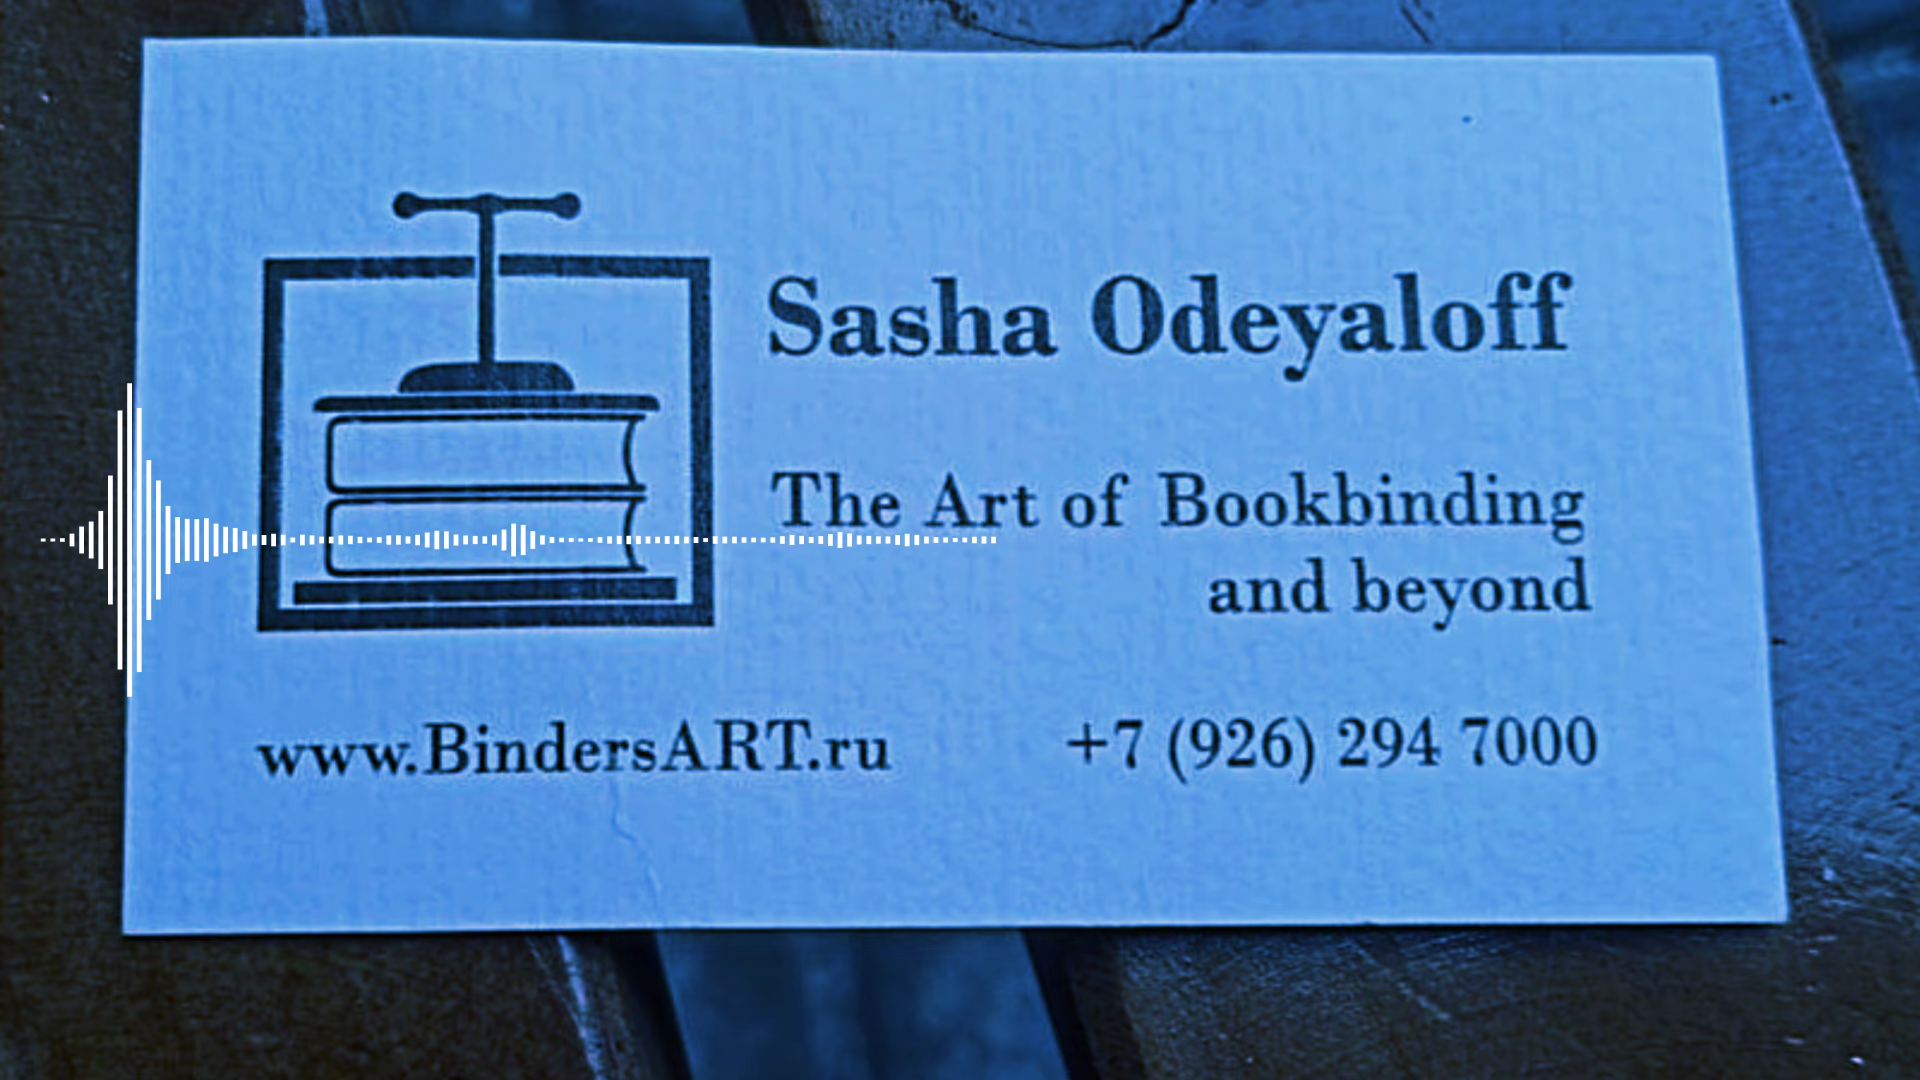 Sasha Odeyaloff
The Art of Bookbinding
and beyond
www.BindersART.ru
+7 (926) 294 7000